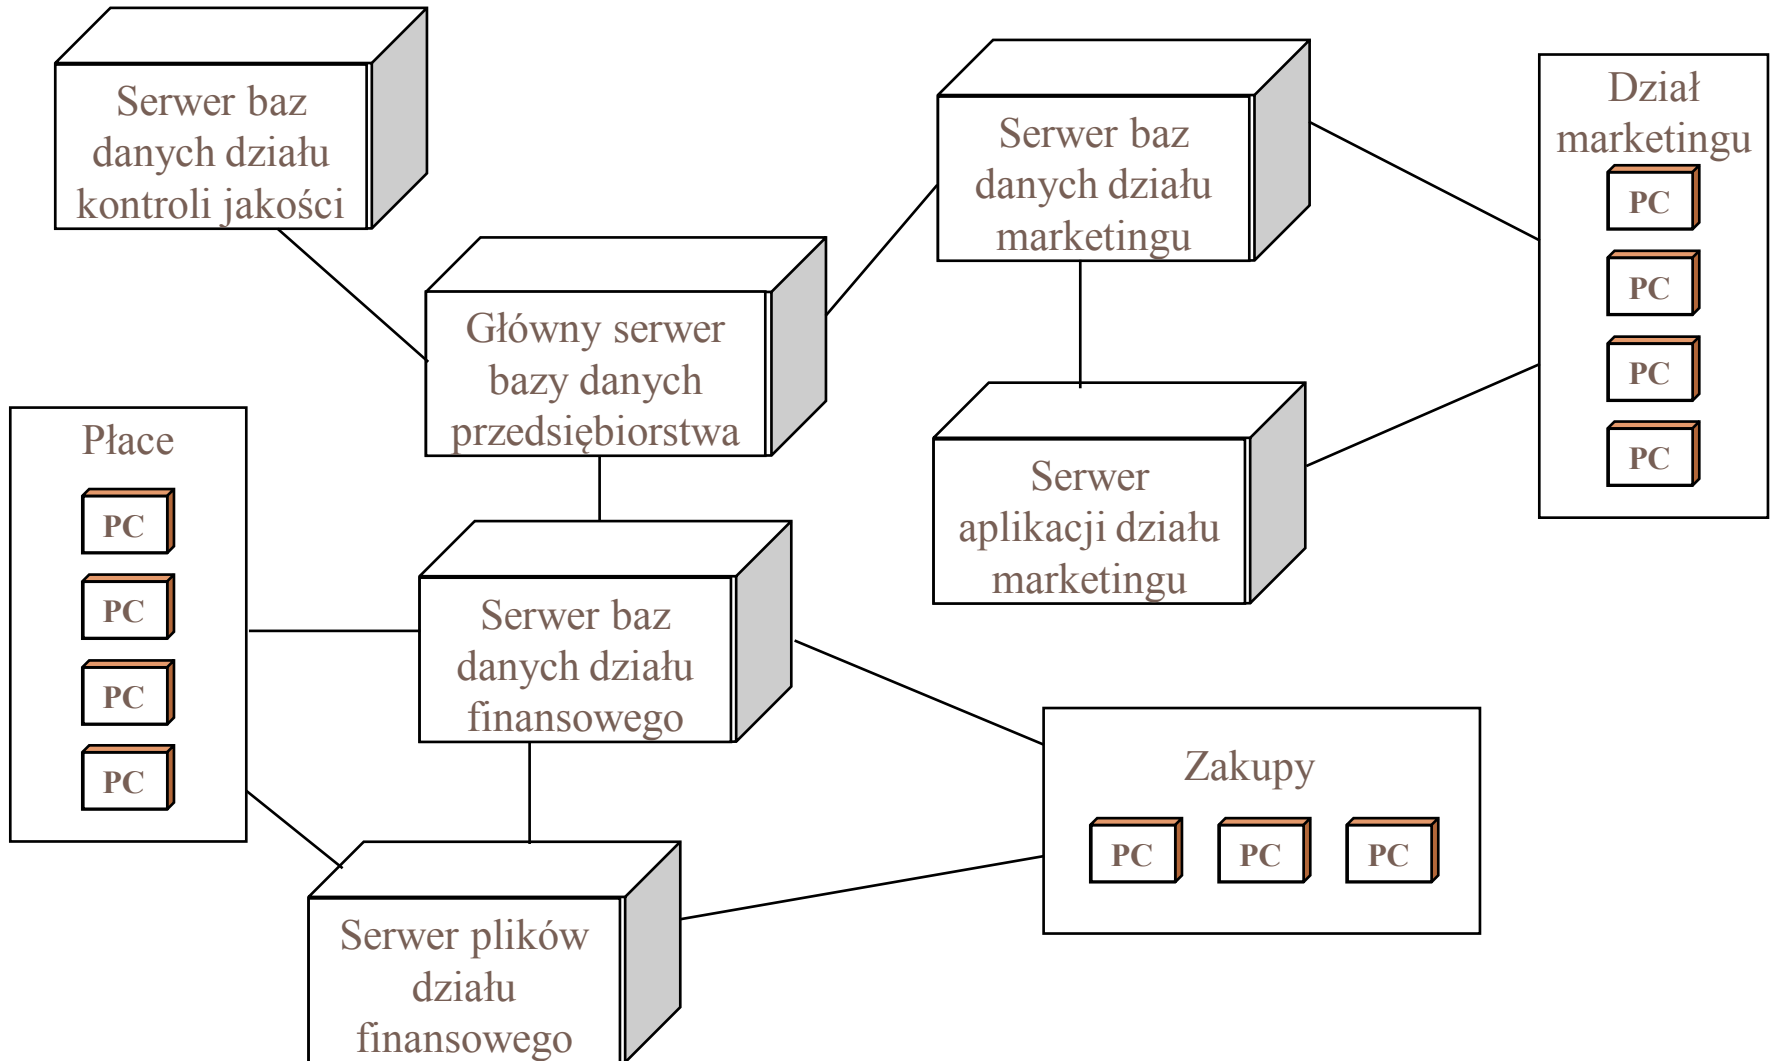 Serwer baz
danych działu
kontroli jakości
Serwer baz
danych działu
marketingu
Dział
marketingu
PC
PC
PC
PC
Główny serwer
bazy danych
przedsiębiorstwa
Serwer
aplikacji działu
marketingu
Płace
PC
PC
PC
PC
Serwer baz
danych działu
finansowego
Zakupy
PC PC PC
Serwer plików
działu
finansowego